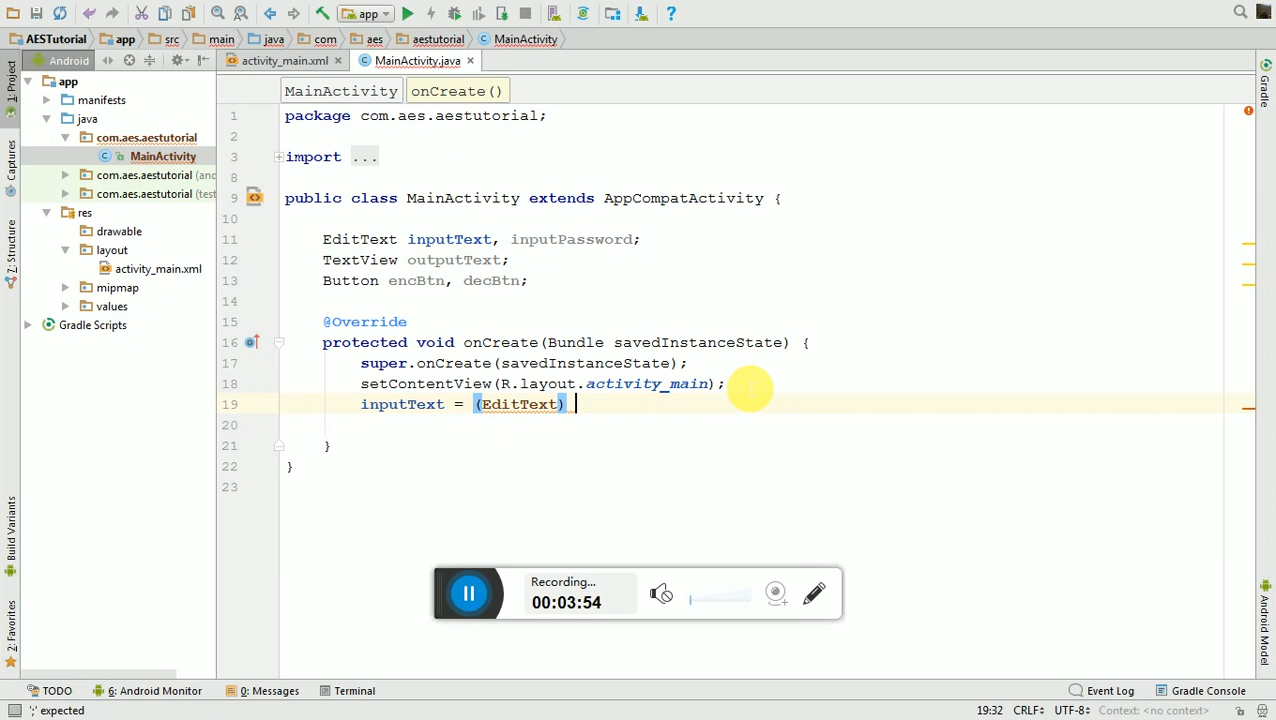 app
AESTutorial app src main java com aes aestutorial MainActivity
Android
activity_main.xml
MainActivity.java
MainActivity onCreate()
1: Project
Captures
7: Structure
Build Variants
2: Favorites
app
manifests
java
com.aes.aestutorial
MainActivity
com.aes.aestutorial (and
com.aes.aestutorial (test
res
drawable
layout
activity_main.xml
mipmap
values
Gradle Scripts
1 package com.aes.aestutorial;
2
3 import ...
8
9 public class MainActivity extends AppCompatActivity {
10
11 EditText inputText, inputPassword;
12 TextView outputText;
13 Button encBtn, decBtn;
14
15 @Override
16 protected void onCreate(Bundle savedInstanceState) {
17 super.onCreate(savedInstanceState);
18 setContentView(R.layout.activity_main);
19 inputText = (EditText)
20
21 }
22 }
23
Recording...
00:03:54
Gradle
Android Model
TODO 6: Android Monitor 0: Messages Terminal Event Log Gradle Console
';' expected 19:32 CRLF÷ UTF-8÷ Context: <no context>